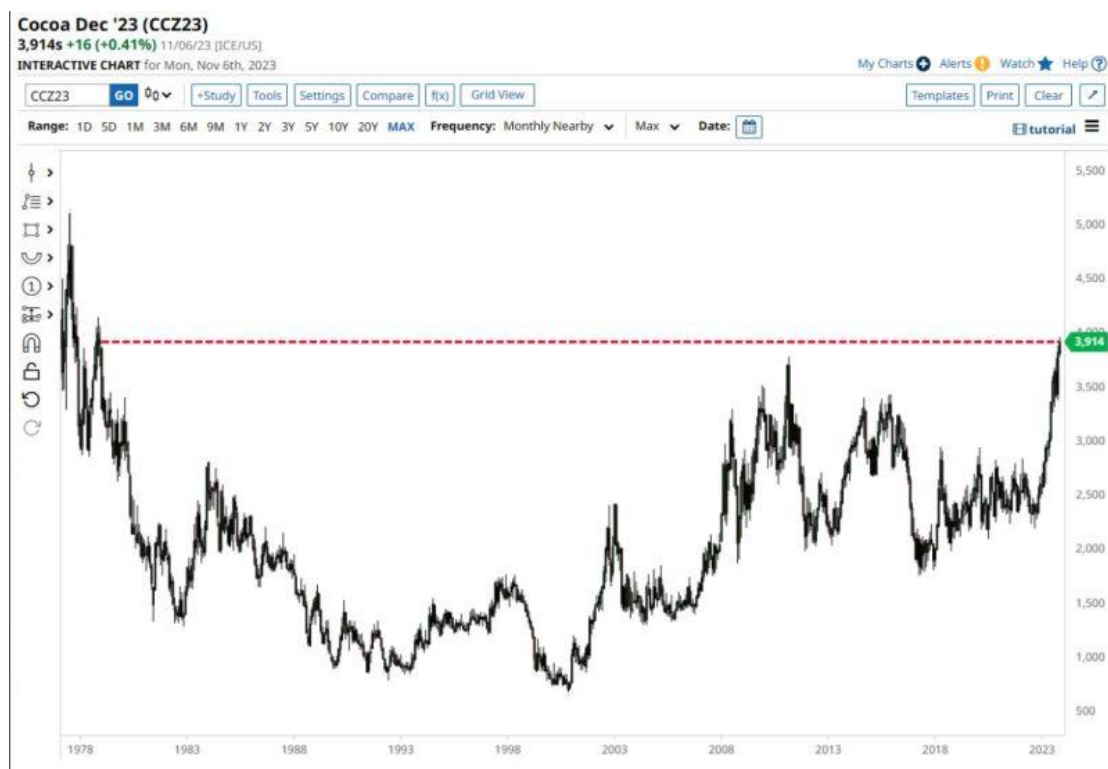 Cocoa Dec '23 (CCZ23)
3,914s +16 (+0.41%) 11/06/23 [ICE/US]
INTERACTIVE CHART for Mon, Nov 6th, 2023
My Charts Alerts Watch Help
CCZ23 GO +Study Tools Settings Compare f(x) Grid View Templates Print Clear
Range: 1D 5D 1M 3M 6M 9M 1Y 2Y 3Y 5Y 10Y 20Y MAX Frequency: Monthly Nearby Max Date: tutorial
1
5,500
5,000
4,500
4,000
3,914
3,500
3,000
2,500
2,000
1,500
1,000
500
1978 1983 1988 1993 1998 2003 2008 2013 2018 2023